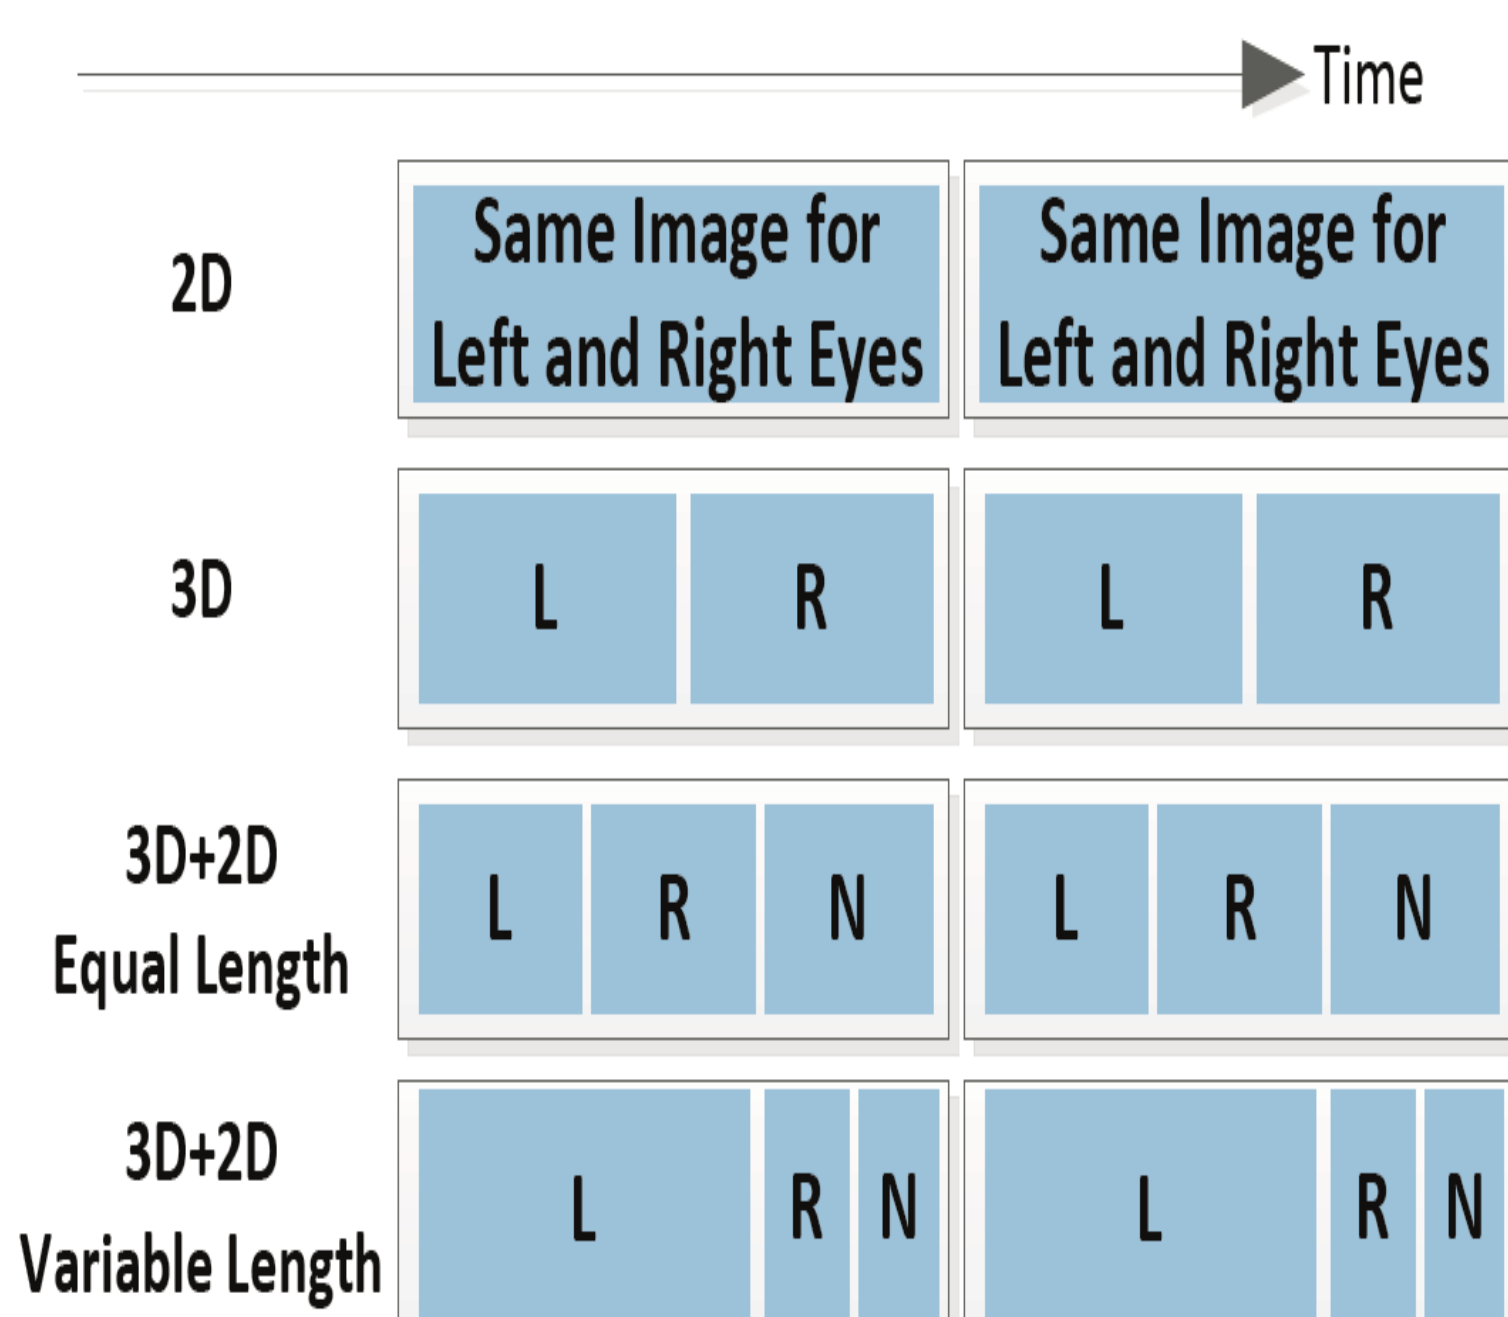 Time
2D
Same Image for
Left and Right Eyes
Same Image for
Left and Right Eyes
3D
L
R
L
R
3D+2D
Equal Length
L
R
N
L
R
N
3D+2D
Variable Length
L
R
N
L
R
N